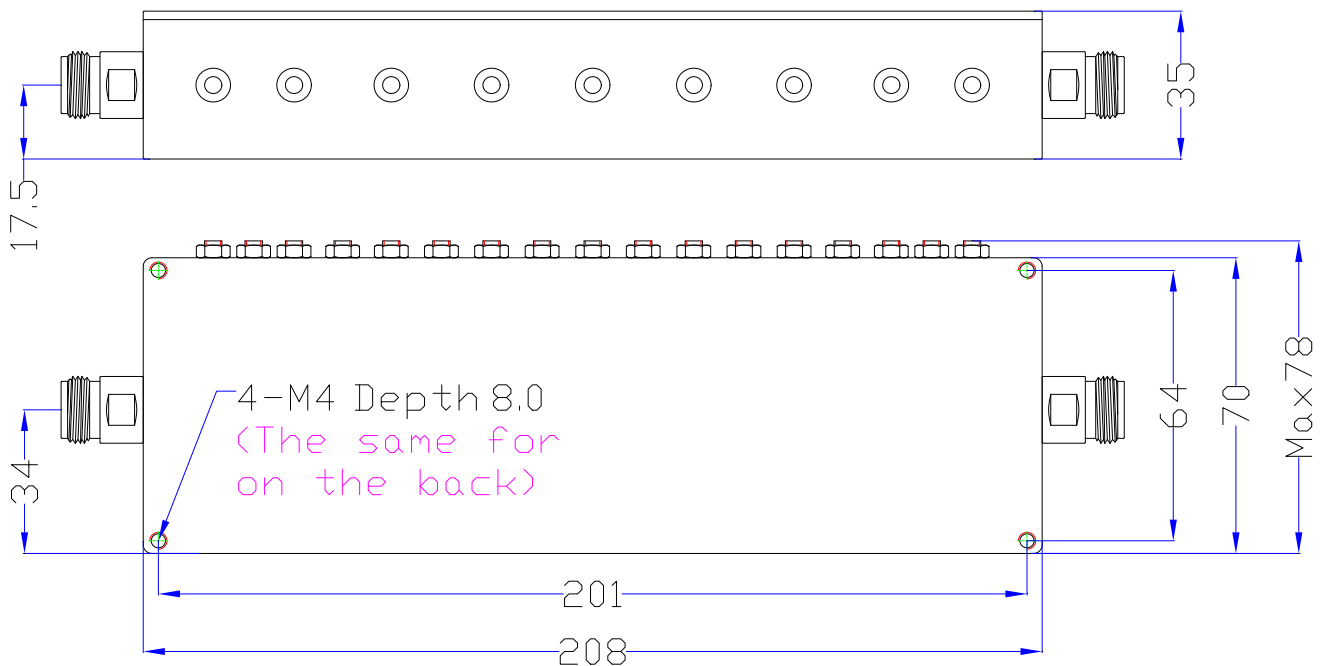 35
17.5
4-M4 Depth 8.0
(The same for
on the back)
34
64
70
Max78
201
208